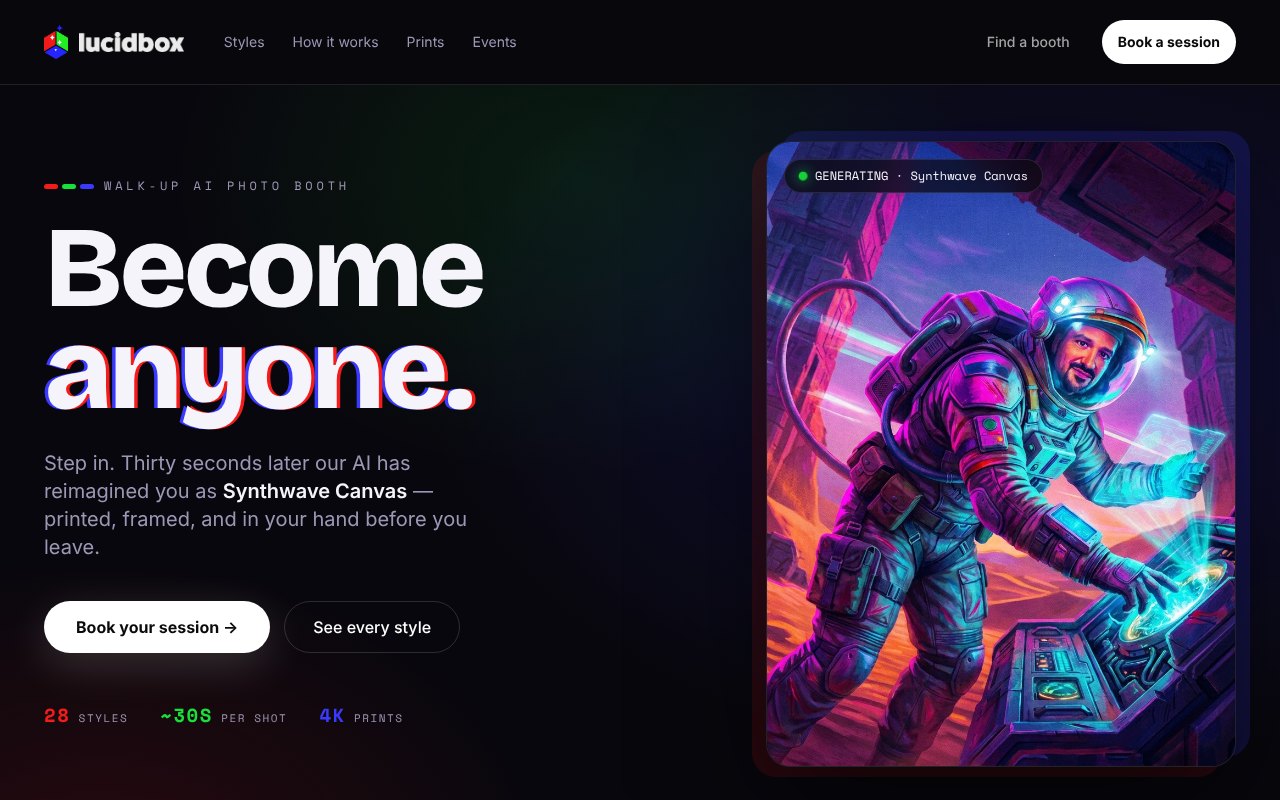 lucidbox
Styles
How it works
Prints
Events
Find a booth
Book a session
WALK-UP AI PHOTO BOOTH
Become
anyone.
Step in. Thirty seconds later our AI has
reimagined you as Synthwave Canvas —
printed, framed, and in your hand before you
leave.
Book your session →
See every style
28 STYLES
~30S PER SHOT
4K PRINTS
GENERATING · Synthwave Canvas